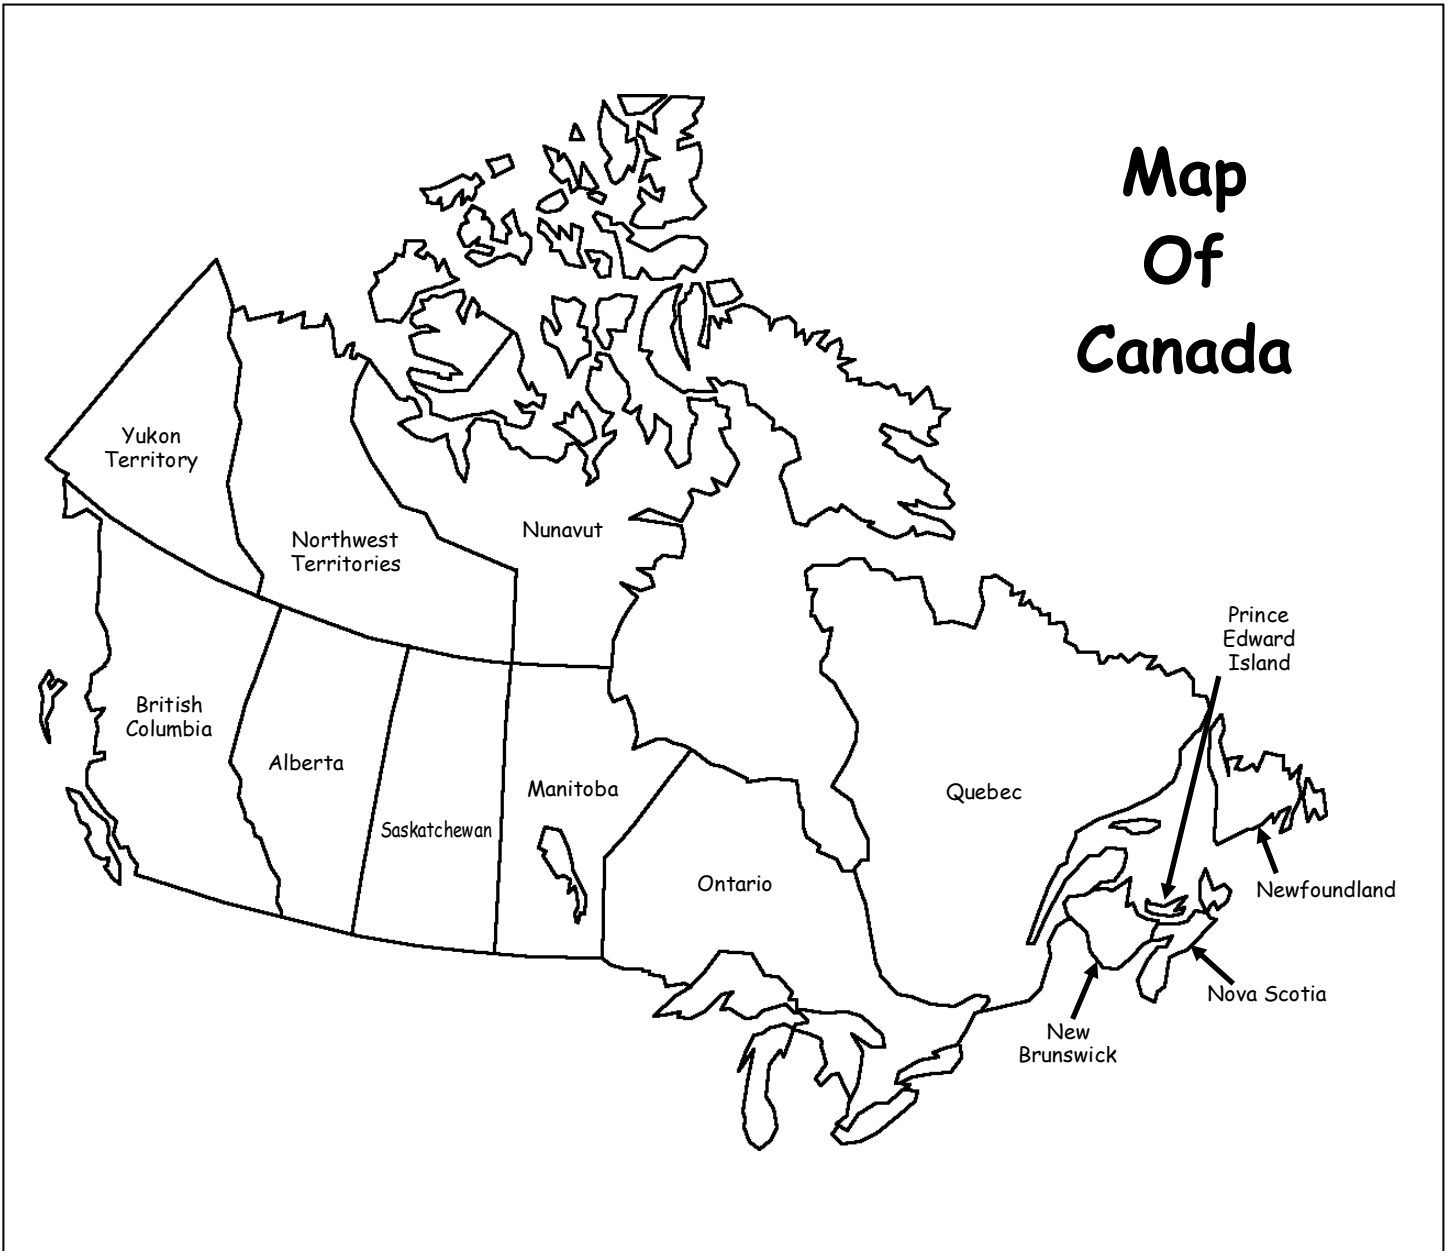 Map
Of
Canada
Yukon
Territory
Northwest
Territories
Nunavut
Prince
Edward
Island
British
Columbia
Alberta
Saskatchewan
Manitoba
Ontario
Quebec
Newfoundland
Nova Scotia
New
Brunswick